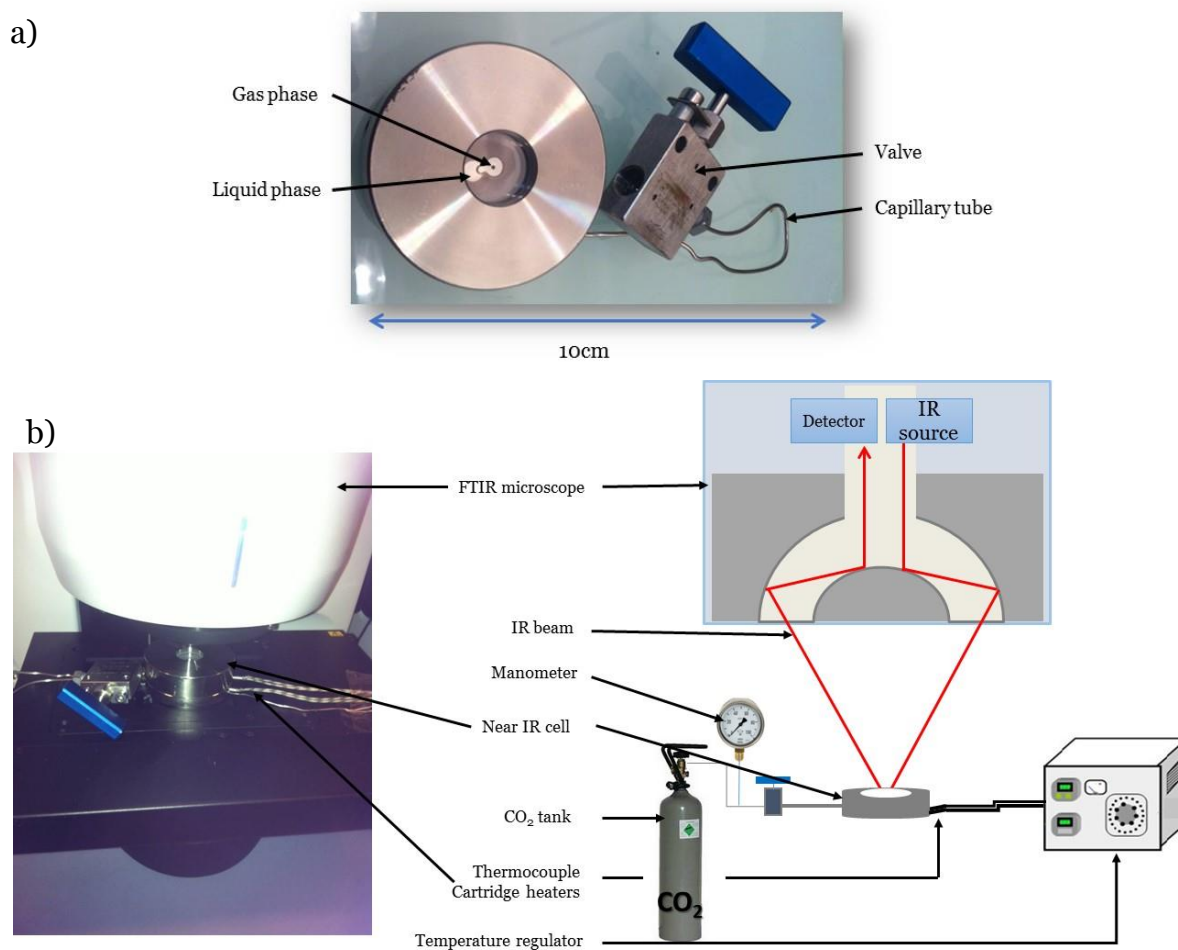 a)
Gas phase
Liquid phase
Valve
Capillary tube
10cm
b)
Detector
IR
source
FTIR microscope
IR beam
Manometer
Near IR cell
CO₂ tank
Thermocouple
Cartridge heaters
CO₂
Temperature regulator